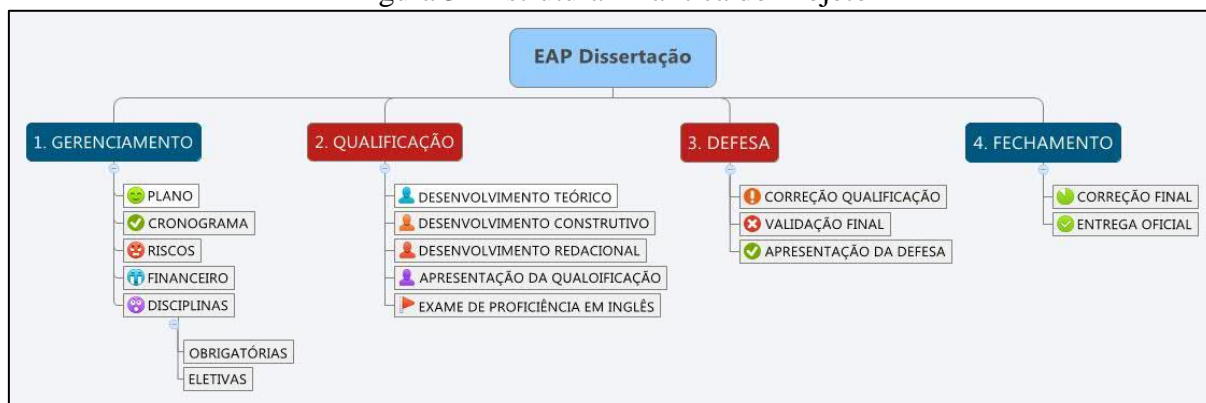 EAP Dissertação
1. GERENCIAMENTO
PLANO
CRONOGRAMA
RISCOS
FINANCEIRO
DISCIPLINAS
OBRIGATÓRIAS
ELETIVAS
2. QUALIFICAÇÃO
DESENVOLVIMENTO TEÓRICO
DESENVOLVIMENTO CONSTRUTIVO
DESENVOLVIMENTO REDACIONAL
APRESENTAÇÃO DA QUALOIFICAÇÃO
EXAME DE PROFICIÊNCIA EM INGLÊS
3. DEFESA
CORREÇÃO QUALIFICAÇÃO
VALIDAÇÃO FINAL
APRESENTAÇÃO DA DEFESA
4. FECHAMENTO
CORREÇÃO FINAL
ENTREGA OFICIAL